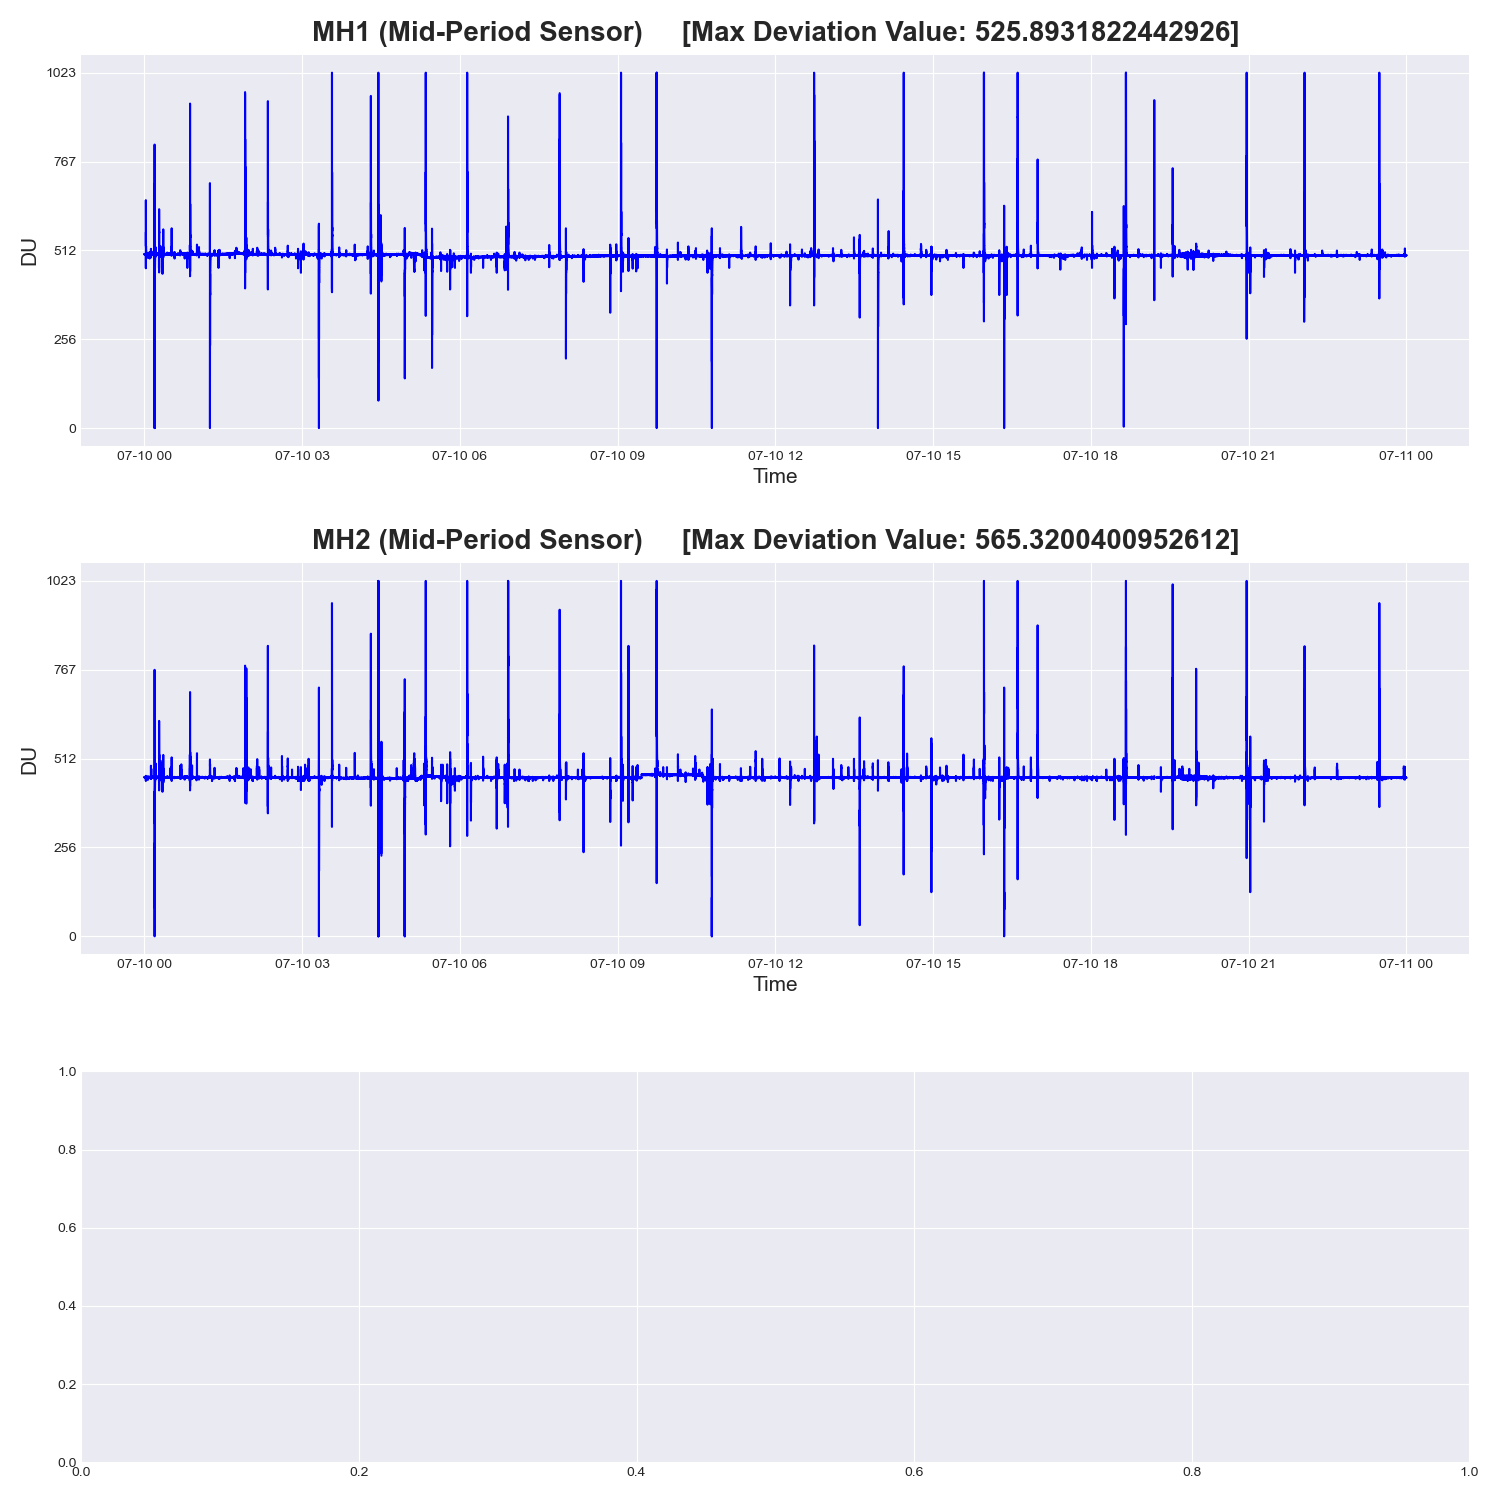 MH1 (Mid-Period Sensor) [Max Deviation Value: 525.8931822442926]
1023
767
512
256
0
DU
07-10 00 07-10 03 07-10 06 07-10 09 07-10 12 07-10 15 07-10 18 07-10 21 07-11 00
Time
MH2 (Mid-Period Sensor) [Max Deviation Value: 565.3200400952612]
1023
767
512
256
0
DU
07-10 00 07-10 03 07-10 06 07-10 09 07-10 12 07-10 15 07-10 18 07-10 21 07-11 00
Time
1.0
0.8
0.6
0.4
0.2
0.0
0.0 0.2 0.4 0.6 0.8 1.0